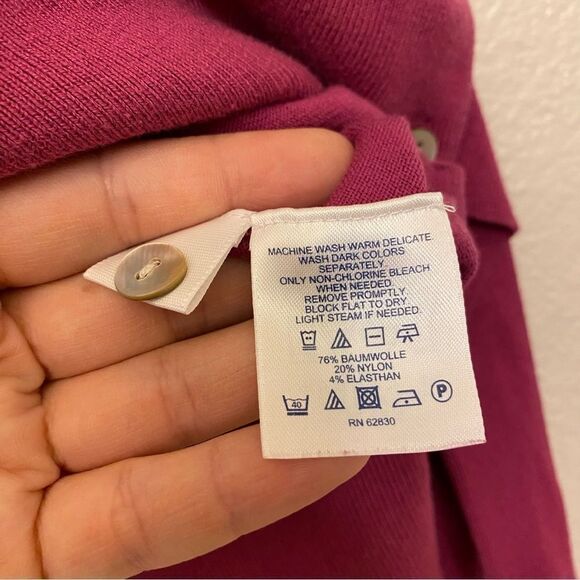 MACHINE WASH WARM DELICATE.
WASH DARK COLORS
SEPARATELY.
ONLY NON-CHLORINE BLEACH
WHEN NEEDED.
REMOVE PROMPTLY.
BLOCK FLAT TO DRY.
LIGHT STEAM IF NEEDED.
76% BAUMWOLLE
20% NYLON
4% ELASTHAN
40 P
RN 62830